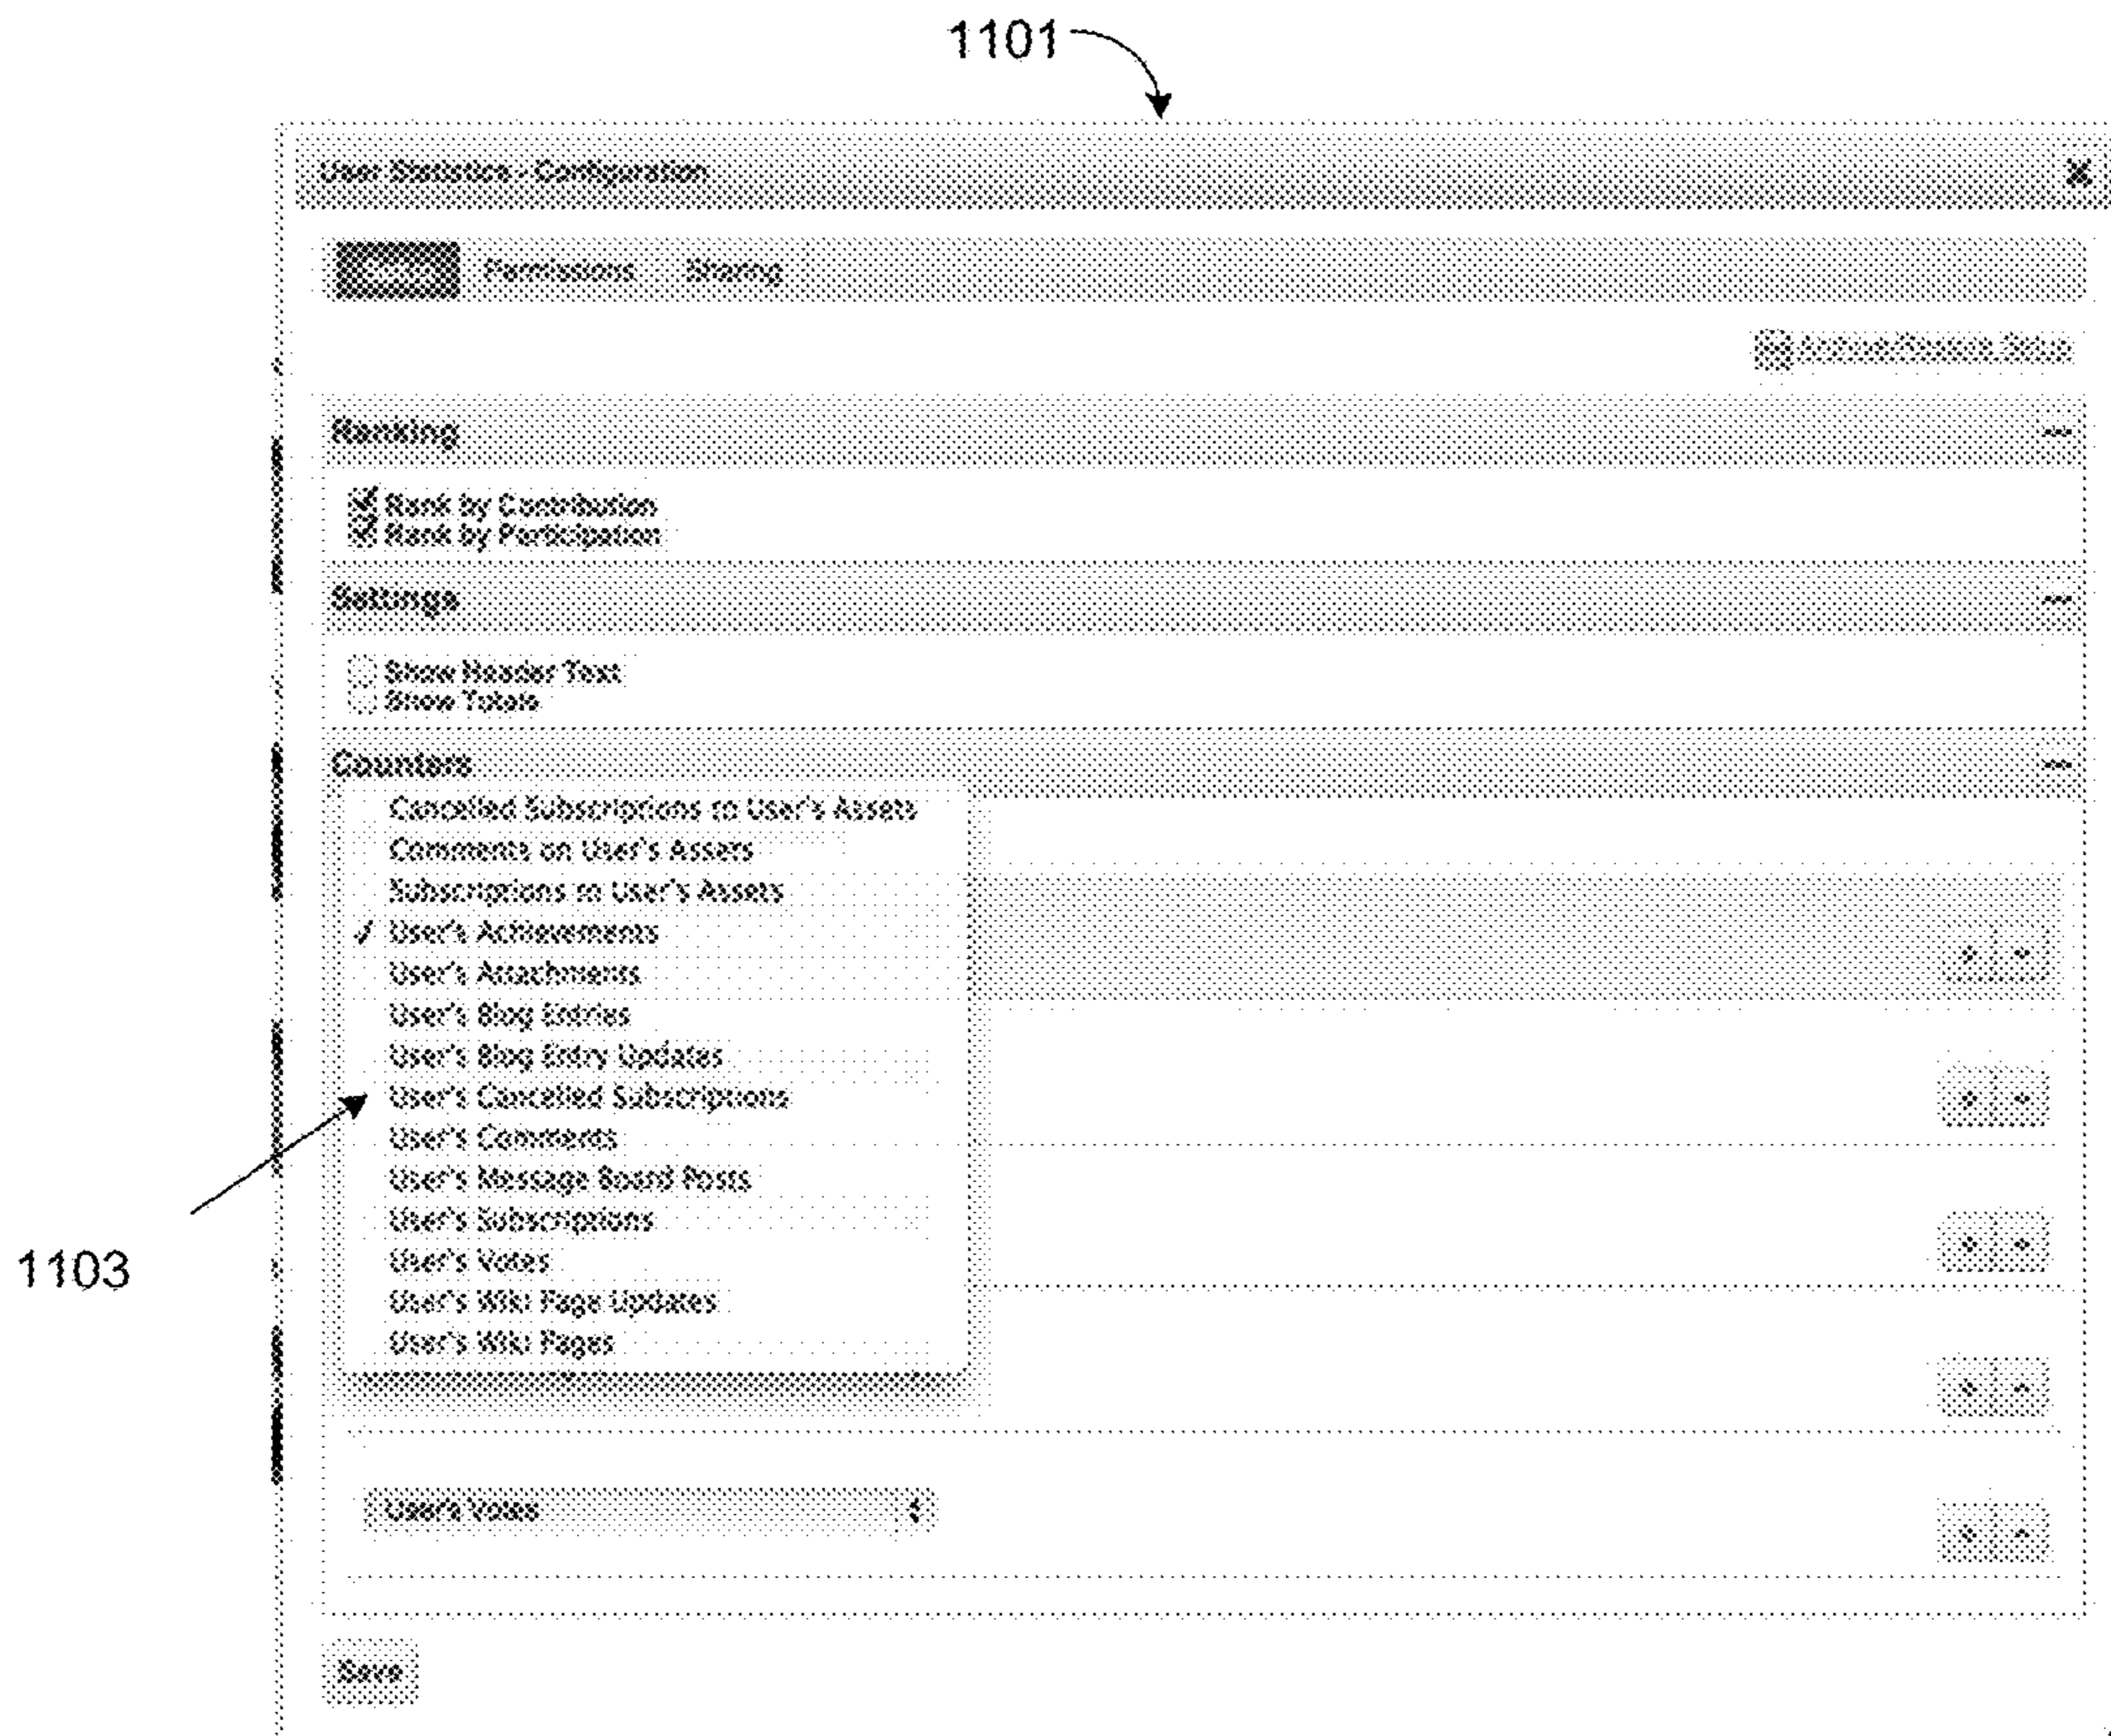 1101
User Statistics - Configuration
Permissions Sharing
Archive/Restore Setup
Ranking
Rank by Contribution
Rank by Participation
Settings
Show Header Text
Show Totals
Counters
Cancelled Subscriptions to User's Assets
Comments on User's Assets
Subscriptions to User's Assets
✓ User's Achievements
User's Attachments
User's Blog Entries
User's Blog Entry Updates
User's Cancelled Subscriptions
User's Comments
User's Message Board Posts
User's Subscriptions
User's Votes
User's Wiki Page Updates
User's Wiki Pages
1103
User's Votes
Save